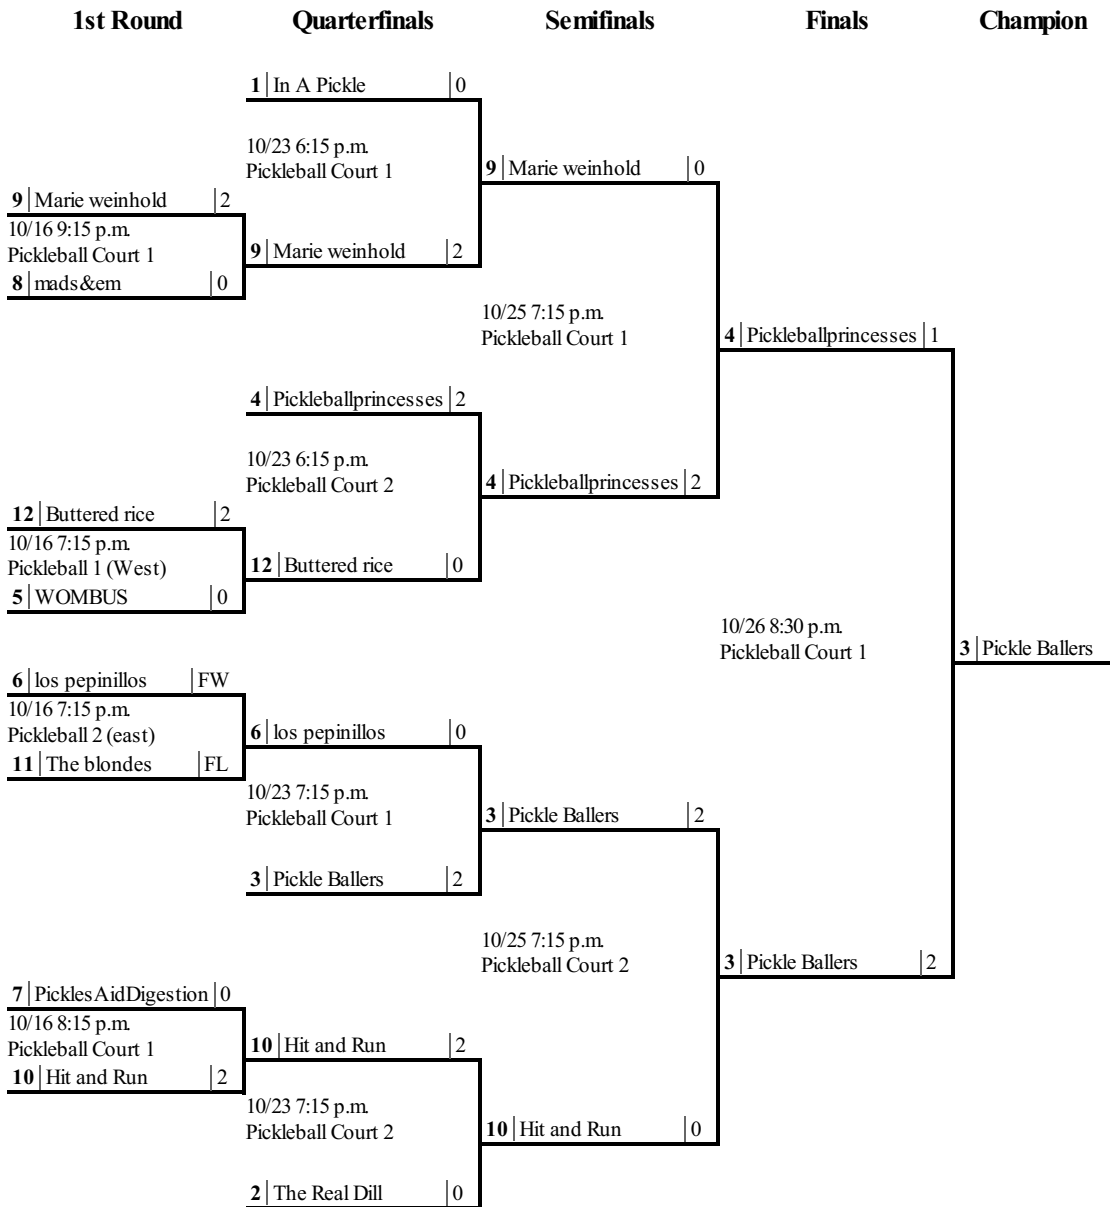 1st Round Quarterfinals Semifinals Finals Champion
1 In A Pickle 0
10/23 6:15 p.m.
Pickleball Court 1
9 Marie weinhold 0
9 Marie weinhold 2
10/16 9:15 p.m.
Pickleball Court 1
9 Marie weinhold 2
8 mads&em 0
10/25 7:15 p.m.
Pickleball Court 1
4 Pickleballprincesses 1
4 Pickleballprincesses 2
10/23 6:15 p.m.
Pickleball Court 2
4 Pickleballprincesses 2
12 Buttered rice 2
10/16 7:15 p.m.
Pickleball 1 (West)
12 Buttered rice 0
5 WOMBUS 0
10/26 8:30 p.m.
Pickleball Court 1
3 Pickle Ballers
6 los pepinillos FW
10/16 7:15 p.m.
Pickleball 2 (east)
6 los pepinillos 0
11 The blondes FL
10/23 7:15 p.m.
Pickleball Court 1
3 Pickle Ballers 2
3 Pickle Ballers 2
10/25 7:15 p.m.
Pickleball Court 2
3 Pickle Ballers 2
7 PicklesAidDigestion 0
10/16 8:15 p.m.
Pickleball Court 1
10 Hit and Run 2
10 Hit and Run 2
10/23 7:15 p.m.
Pickleball Court 2
10 Hit and Run 0
2 The Real Dill 0